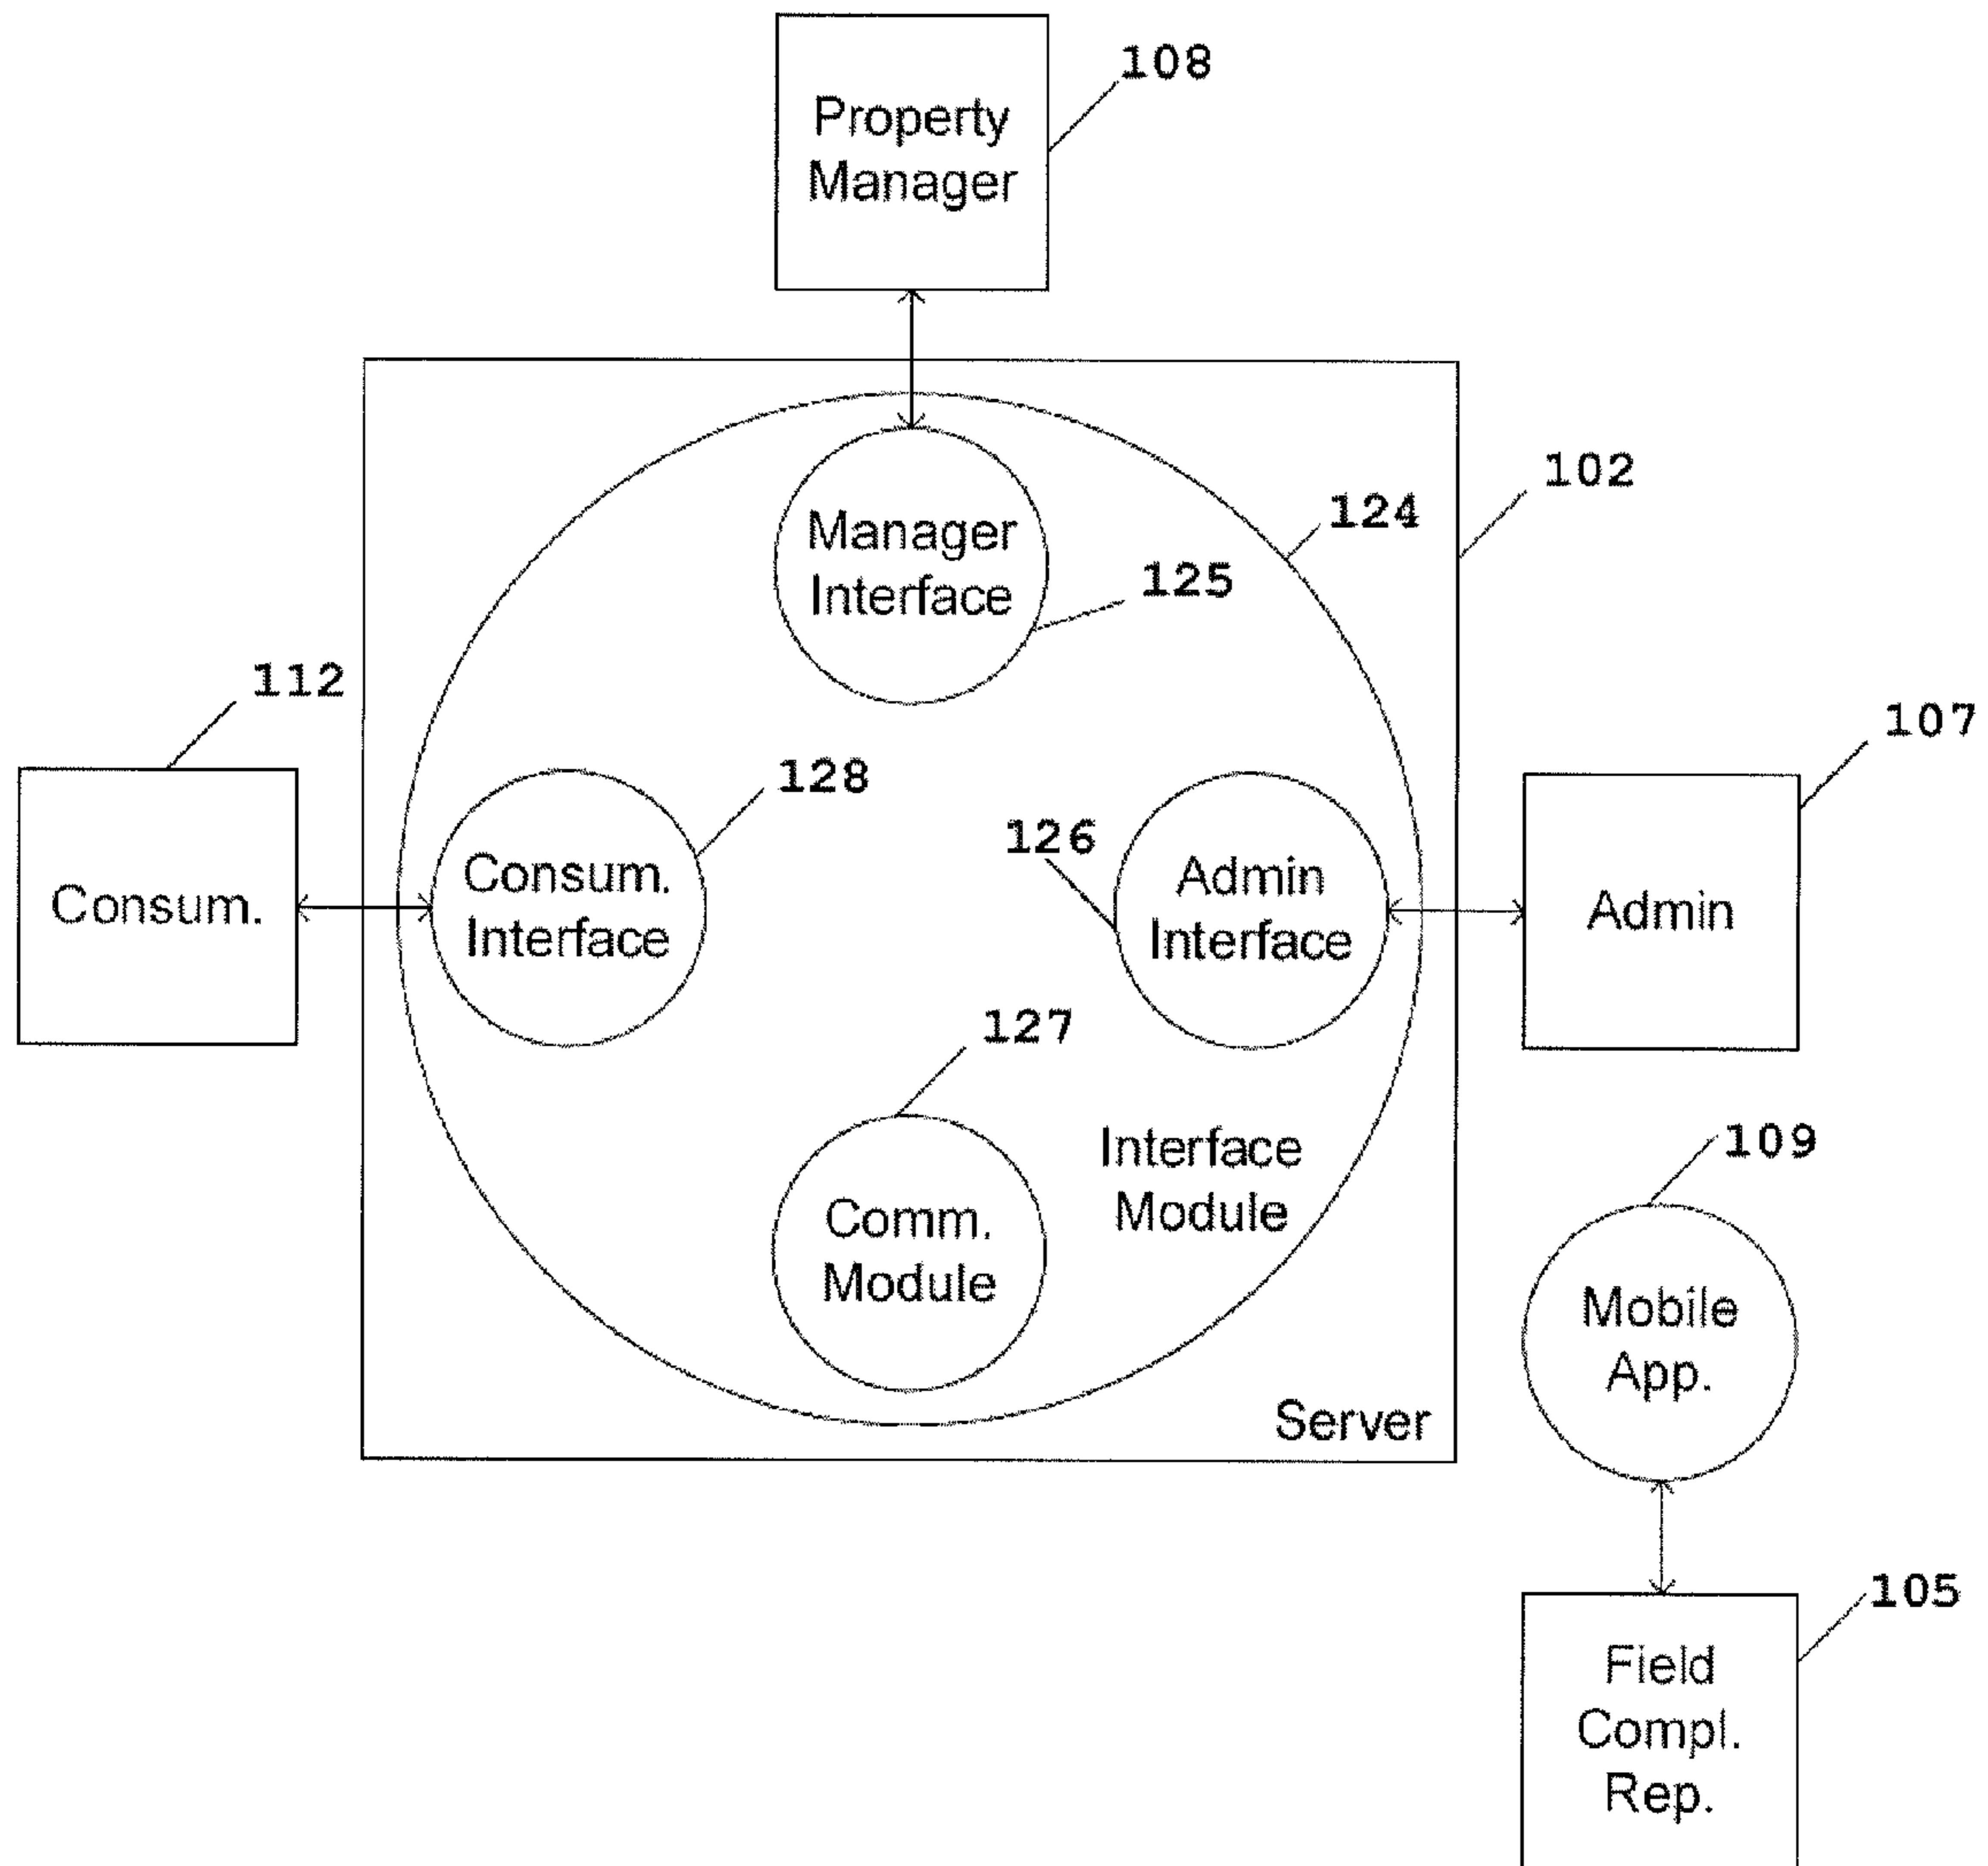 108
Property
Manager
102
124
Manager
Interface
125
112
107
128
126
Consum.
Consum.
Interface
Admin
Interface
Admin
127
Interface
Module
109
Comm.
Module
Mobile
App.
Server
105
Field
Compl.
Rep.